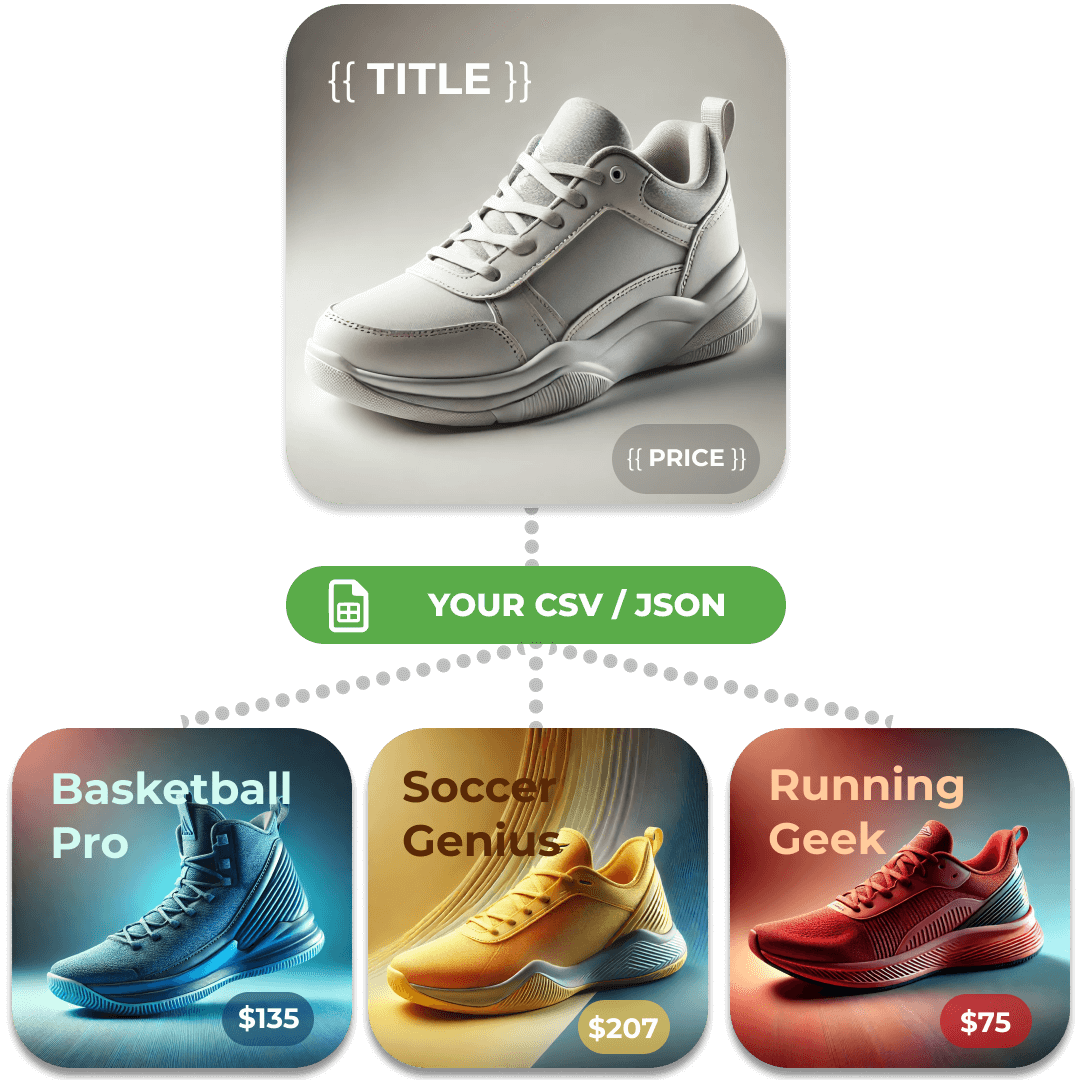 {{ TITLE }}
{{ PRICE }}
YOUR CSV / JSON
Basketball
Pro
$135
Soccer
Genius
$207
Running
Geek
$75